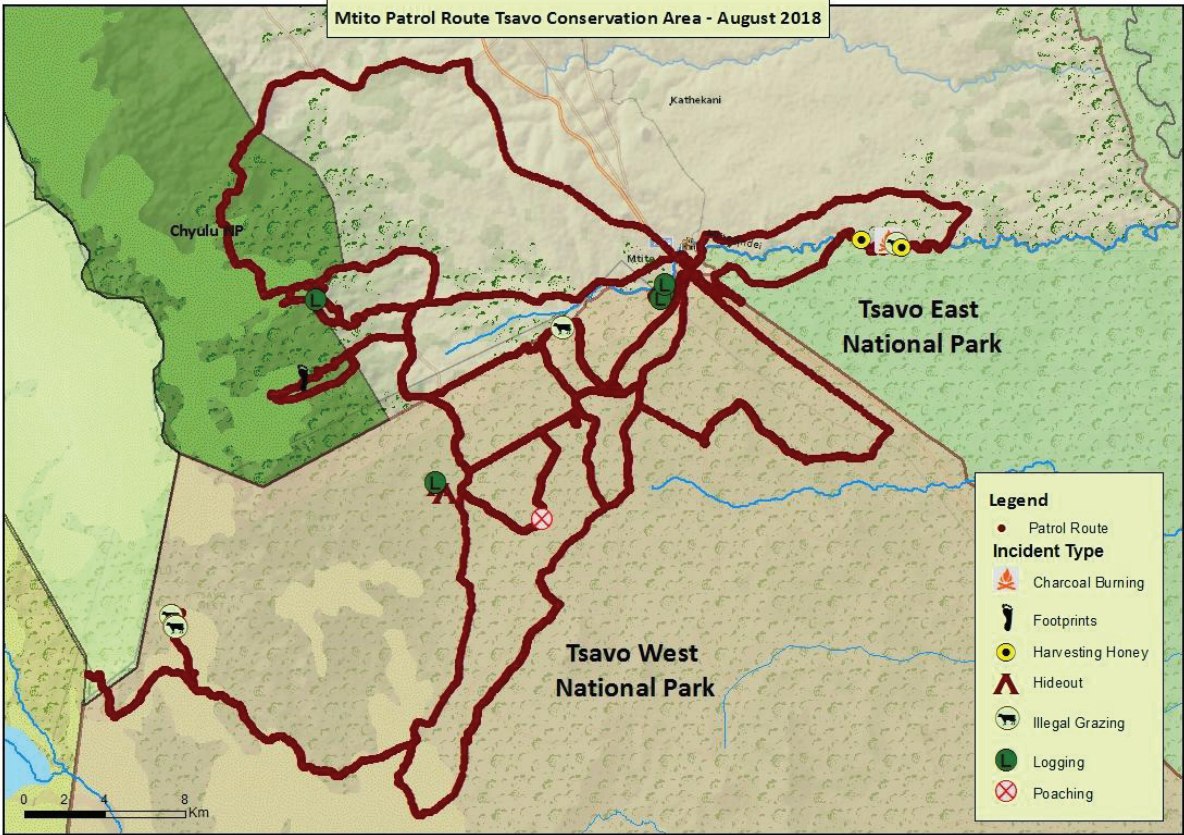 Mtito Patrol Route Tsavo Conservation Area - August 2018
Kathekani
Chyulu NP
Mtito
Tsavo East
National Park
Tsavo West
National Park
Legend
Patrol Route
Incident Type
Charcoal Burning
Footprints
Harvesting Honey
Hideout
Illegal Grazing
L Logging
Poaching
L
L
L
L
0 2 4 8
Km